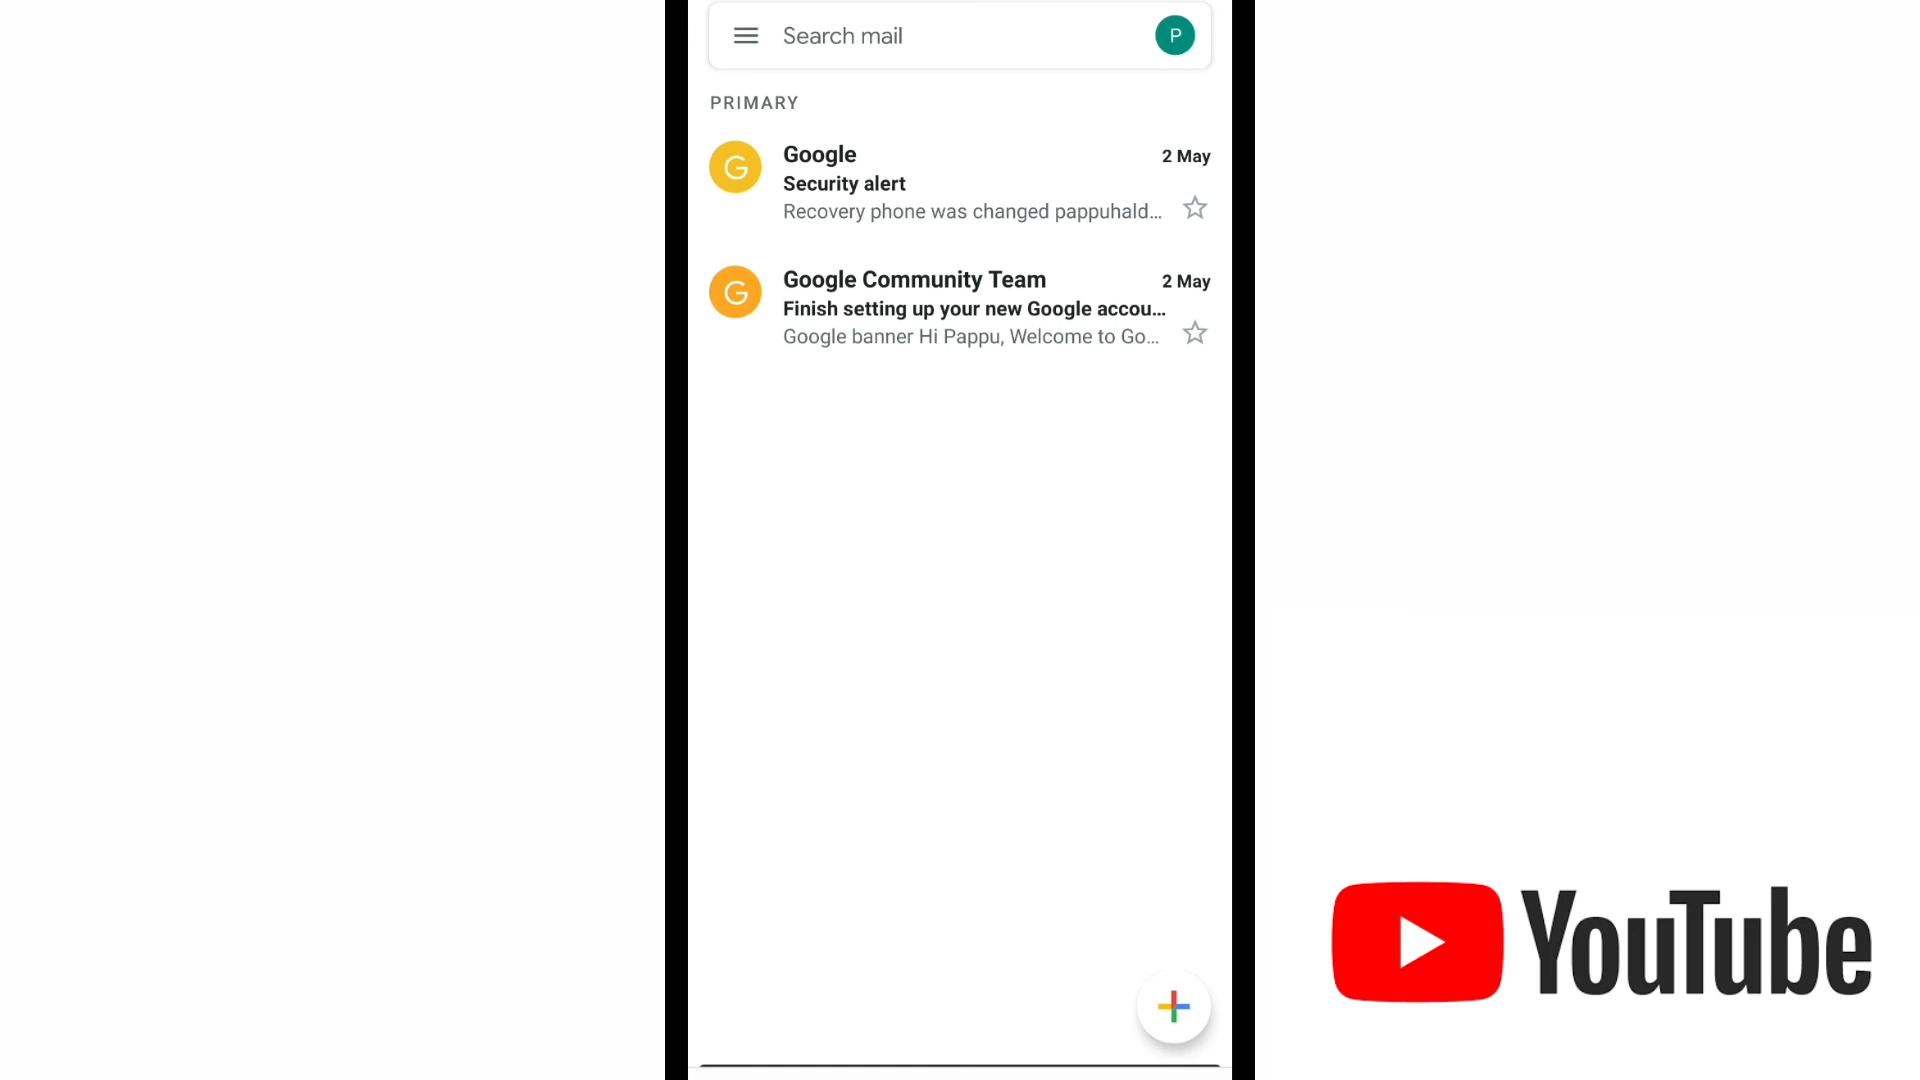 Search mail
P
PRIMARY
G
Google
2 May
Security alert
Recovery phone was changed pappuhald...
G
Google Community Team
2 May
Finish setting up your new Google accou...
Google banner Hi Pappu, Welcome to Go...
YouTube